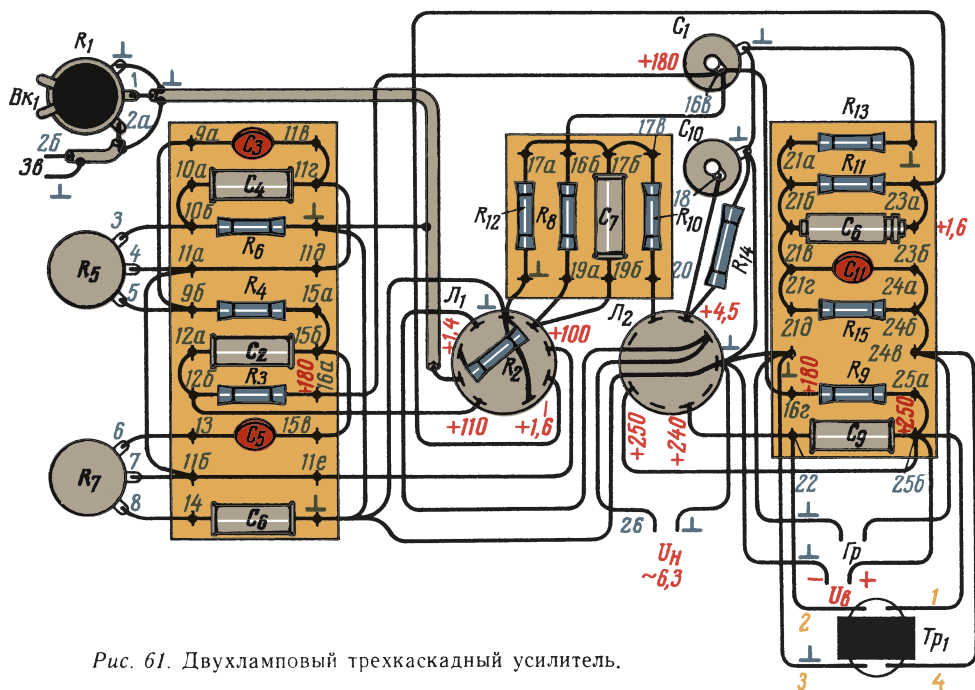 R₁
Вк₁
⊥ ⊥
1
2а
2б
Зв
⊥
9а C₃ 11в
10а C₄ 11г
10б R₆ ⊥
3
4
5
R₅
11а 11д
9б R₄ 15а
12а C₂ 15б
12б R₃ +180 16а
13 C₅ 15в
6
7
8
R₇
11б 11е
14 C₆ ⊥
C₁ ⊥
+180
16в
17в
C₁₀
18
17а 16б 17б
R₁₂ R₈ C₇ R₁₀
⊥ 19а 19б 20
R₁₄
Л₁ ⊥
+1,4
+100
R₂
+110
+1,6
Л₂
+4,5
⊥
+250
+240
2б ⊥
Uн
~6,3
R₁₃
21а
R₁₁
21б 23а
C₈
+1,6
21в 23б
C₁₁
21г 24а
R₁₅
21д 24б
⊥ 24в
+180
R₉ 25а
16г
+250
C₉
22 25б
⊥ Гр
⊥
− +
Uв
2 1
Тр₁
⊥
3 4
Рис. 61. Двухламповый трехкаскадный усилитель.